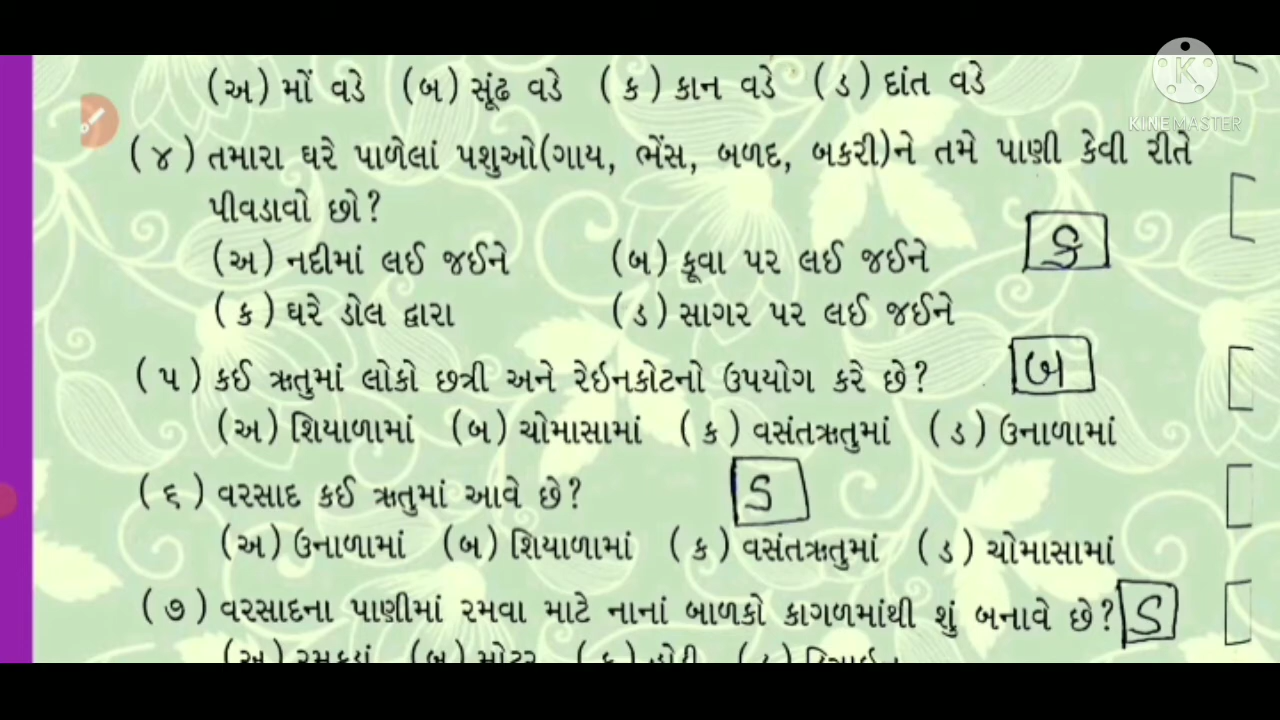 (અ) મોં વડે (બ) સૂંઢ વડે (ક) કાન વડે (ડ) દાંત વડે
KINEMASTER
(૪) તમારા ઘરે પાળેલાં પશુઓ(ગાય, ભેંસ, બળદ, બકરી)ને તમે પાણી કેવી રીતે
પીવડાવો છો?
ક
(અ) નદીમાં લઈ જઈને (બ) કૂવા પર લઈ જઈને
(ક) ઘરે ડોલ દ્વારા (ડ) સાગર પર લઈ જઈને
(૫) કઈ ઋતુમાં લોકો છત્રી અને રેઇનકોટનો ઉપયોગ કરે છે? બ
(અ) શિયાળામાં (બ) ચોમાસામાં (ક) વસંતઋતુમાં (ડ) ઉનાળામાં
(૬) વરસાદ કઈ ઋતુમાં આવે છે? ડ
(અ) ઉનાળામાં (બ) શિયાળામાં (ક) વસંતઋતુમાં (ડ) ચોમાસામાં
(૭) વરસાદના પાણીમાં રમવા માટે નાનાં બાળકો કાગળમાંથી શું બનાવે છે? ડ